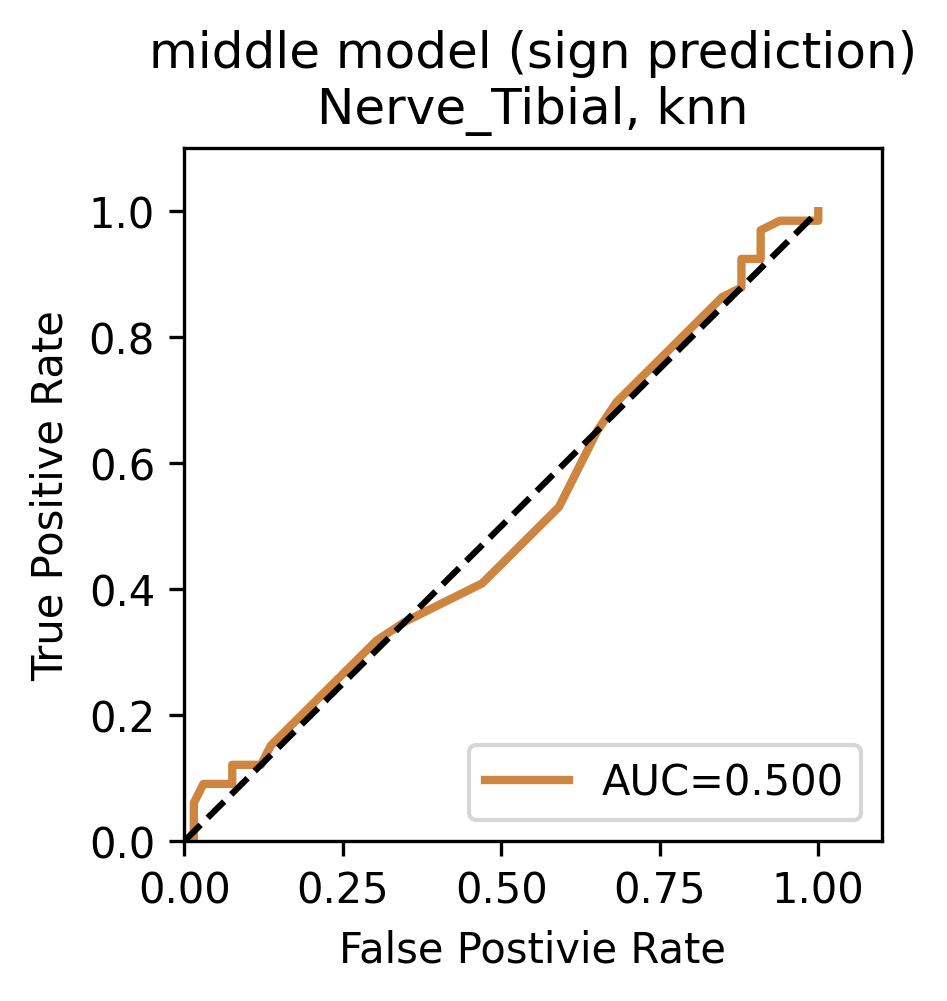 middle model (sign prediction)
Nerve_Tibial, knn
True Positive Rate
1.0
0.8
0.6
0.4
0.2
0.0
AUC=0.500
0.00 0.25 0.50 0.75 1.00
False Postivie Rate